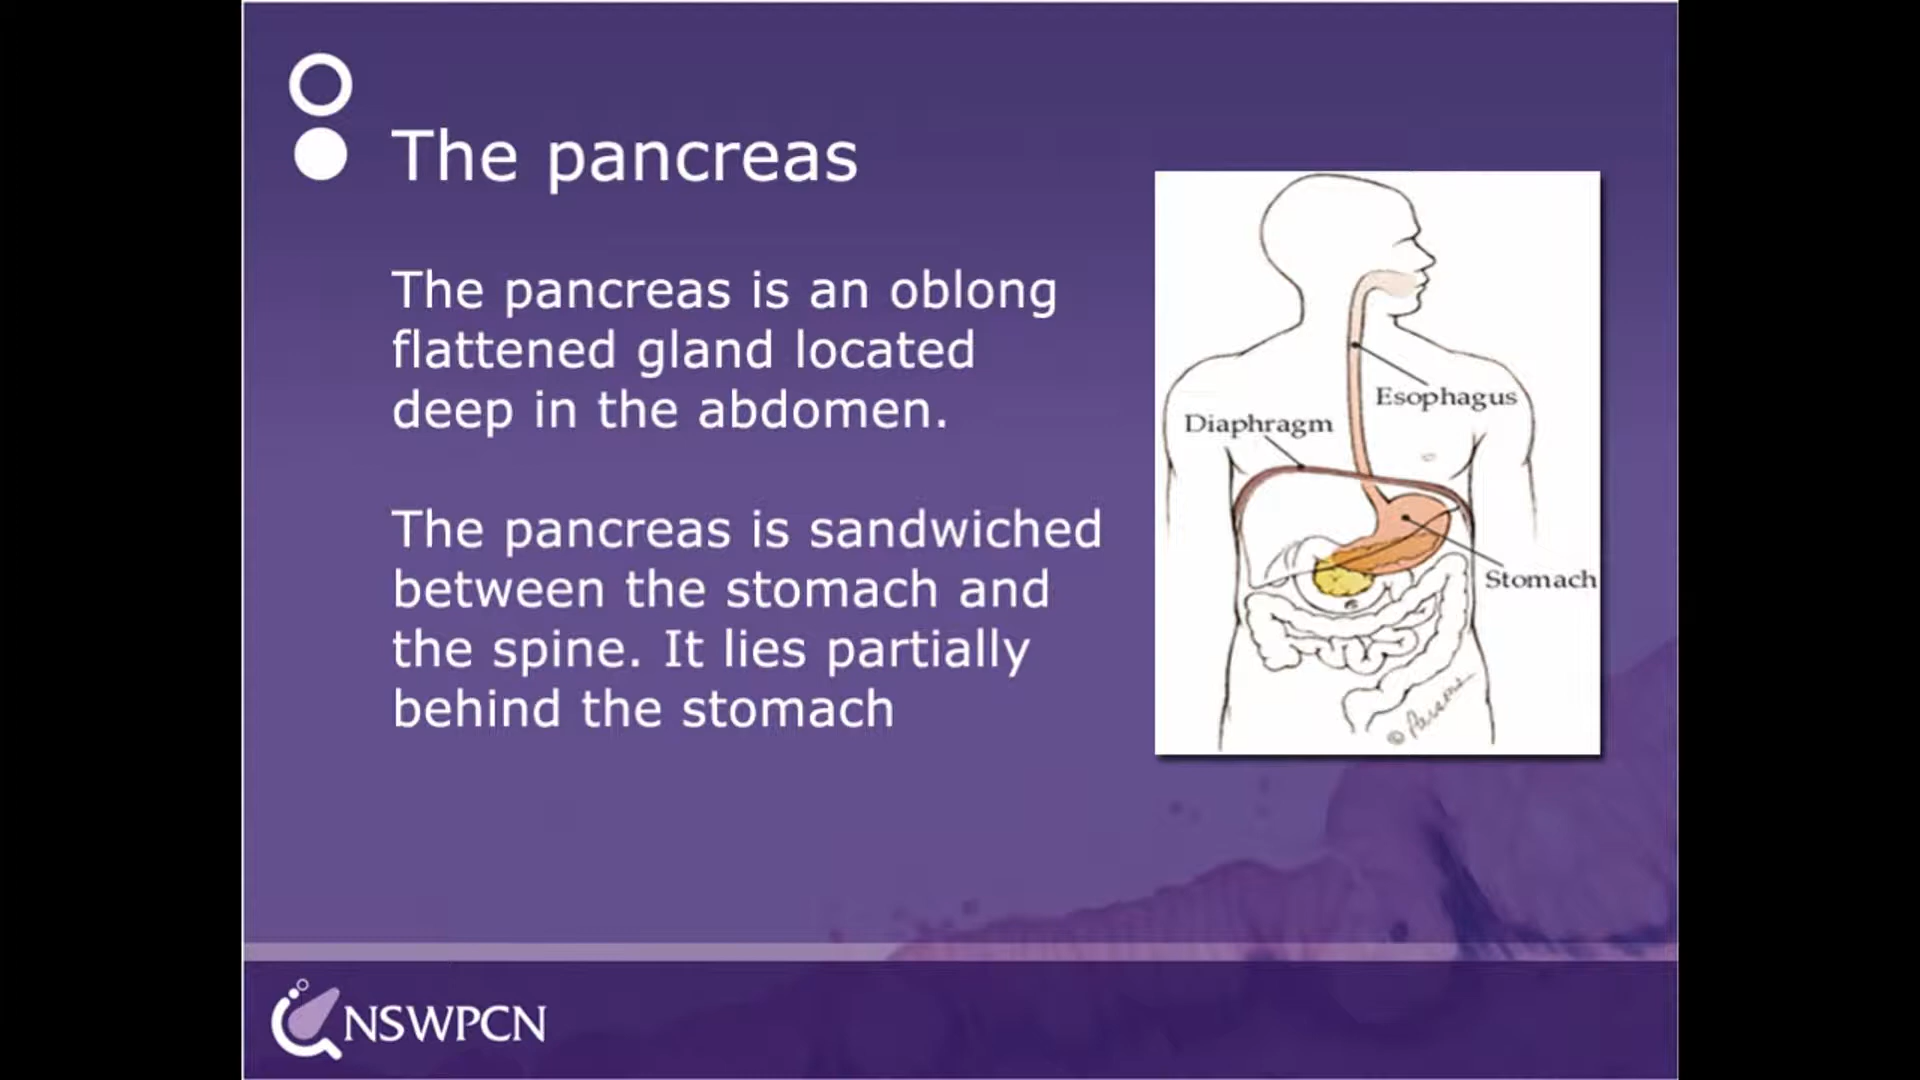 The pancreas
The pancreas is an oblong
flattened gland located
deep in the abdomen.
The pancreas is sandwiched
between the stomach and
the spine. It lies partially
behind the stomach
Esophagus
Diaphragm
Stomach
© Parsons
NSWPCN